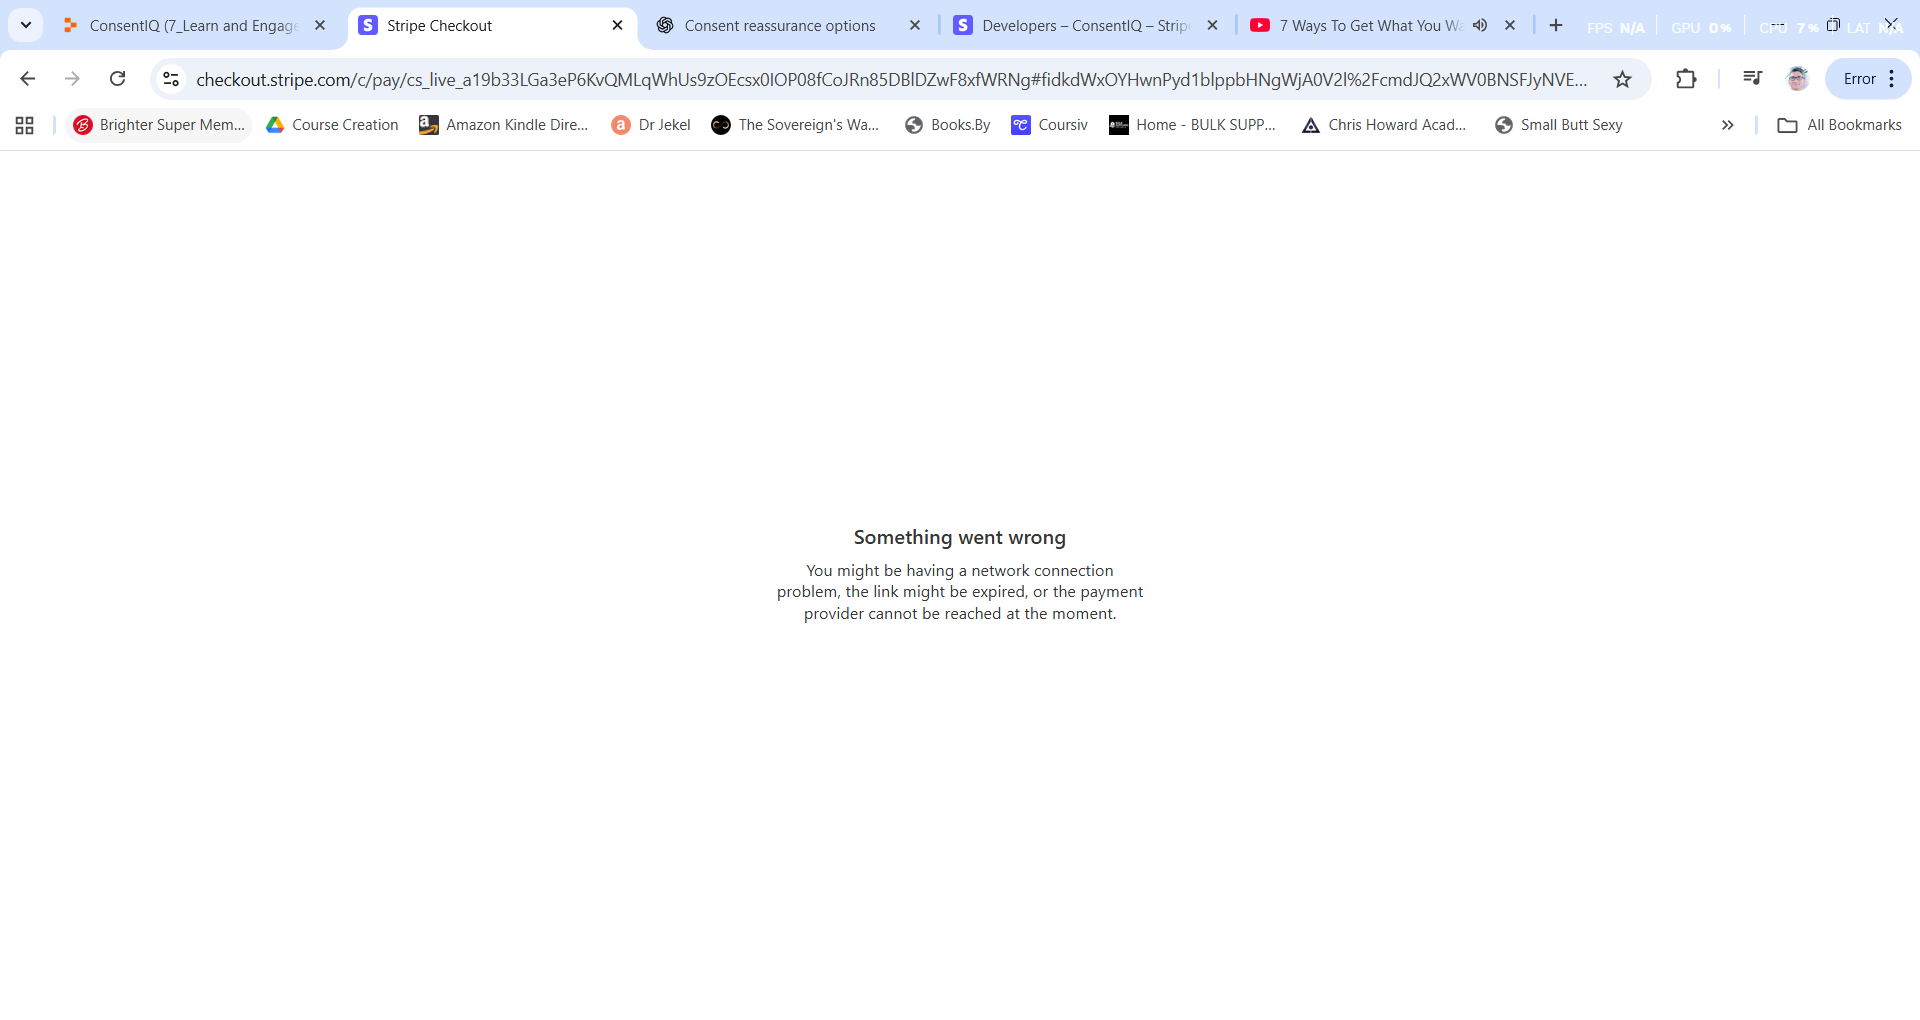 ConsentIQ (7_Learn and Engage
Stripe Checkout
Consent reassurance options
Developers – ConsentIQ – Stripe
7 Ways To Get What You Wa
FPS N/A
GPU 0%
CPU 7%
LAT N/A
checkout.stripe.com/c/pay/cs_live_a19b33LGa3eP6KvQMLqWhUs9zOEcsx0IOP08fCoJRn85DBlDZwF8xfWRNg#fidkdWxOYHwnPyd1blppbHNgWjA0V2l%2FcmdJQ2xWV0BNSFJyNVE...
Error
Brighter Super Mem...
Course Creation
Amazon Kindle Dire...
Dr Jekel
The Sovereign's Wa...
Books.By
Coursiv
Home - BULK SUPP...
Chris Howard Acad...
Small Butt Sexy
All Bookmarks
Something went wrong
You might be having a network connection
problem, the link might be expired, or the payment
provider cannot be reached at the moment.